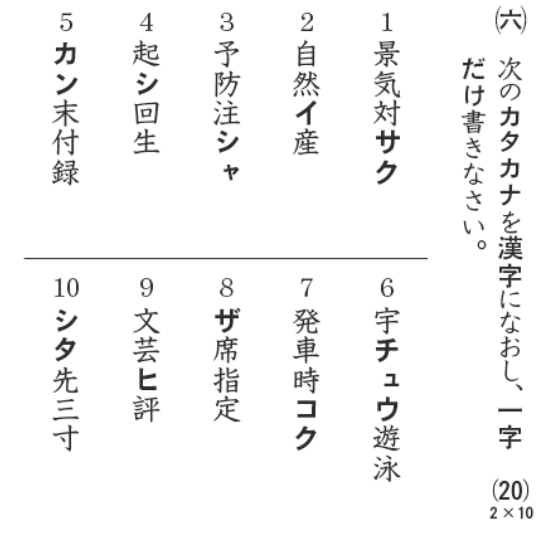 ㈥ 次のカタカナを漢字になおし、一字
だけ書きなさい。
(20)
2×10
1 景気対サク
2 自然イ産
3 予防注シャ
4 起シ回生
5 カン末付録
6 宇チュウ遊泳
7 発車時コク
8 ザ席指定
9 文芸ヒ評
10 シタ先三寸